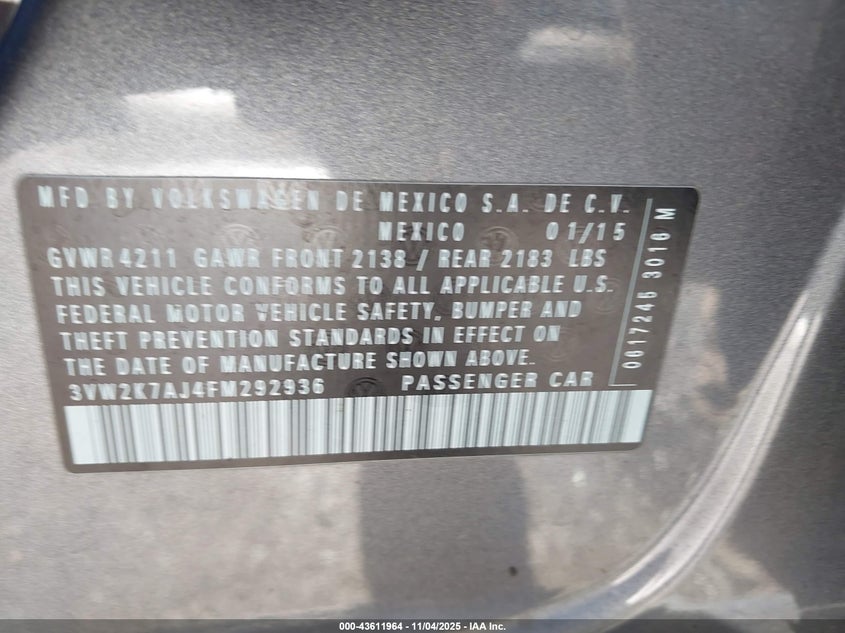 MFD BY VOLKSWAGEN DE MEXICO S.A. DE C.V.
MEXICO 01/15
GVWR 4211 GAWR FRONT 2138 / REAR 2183 LBS
THIS VEHICLE CONFORMS TO ALL APPLICABLE U.S.
FEDERAL MOTOR VEHICLE SAFETY, BUMPER AND
THEFT PREVENTION STANDARDS IN EFFECT ON
THE DATE OF MANUFACTURE SHOWN ABOVE.
3VW2K7AJ4FM292936 PASSENGER CAR
0617246 3016 M
000-43611964 - 11/04/2025 - IAA Inc.